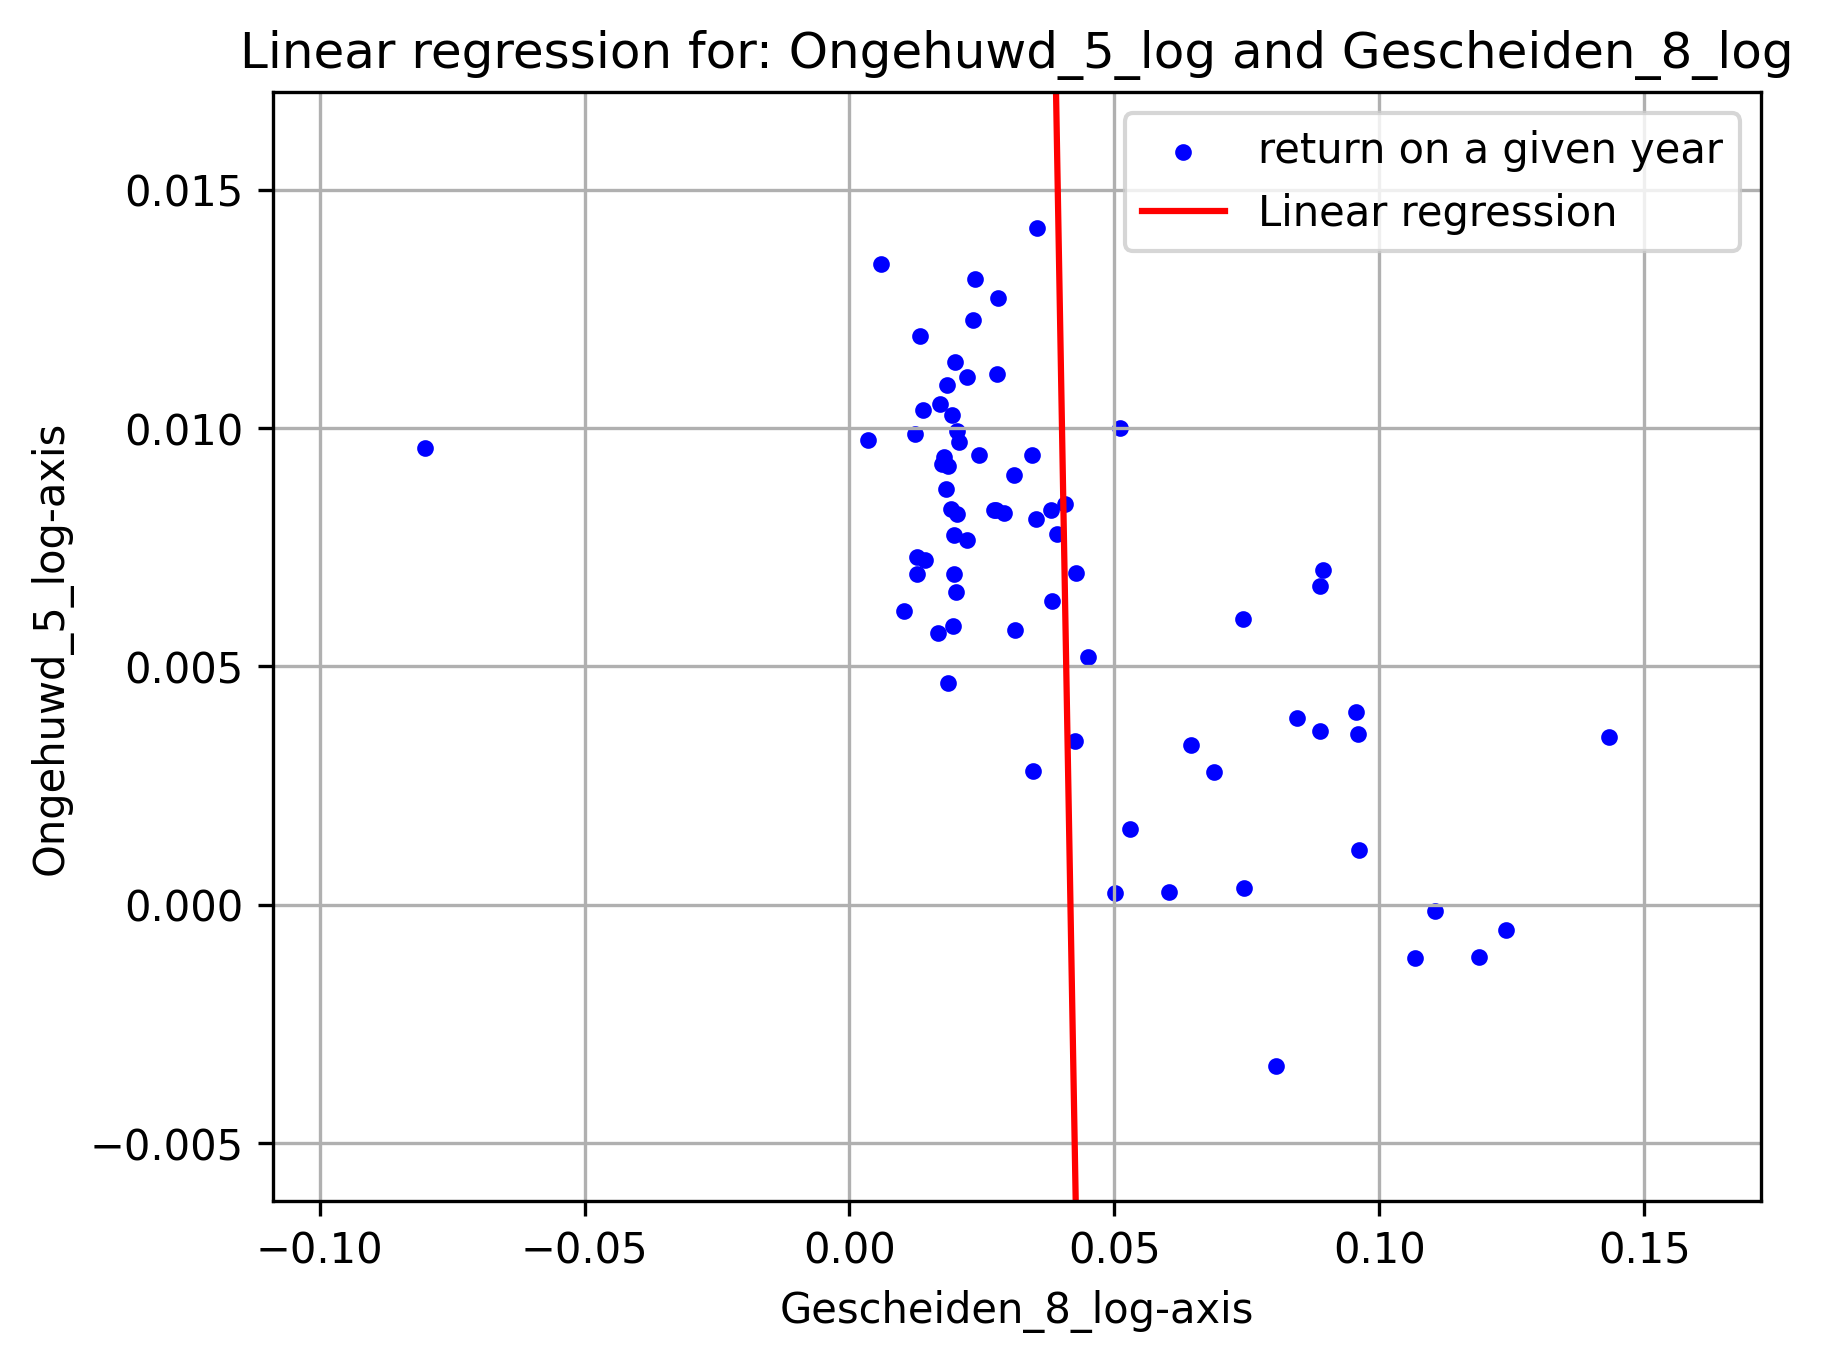 Linear regression for: Ongehuwd_5_log and Gescheiden_8_log
return on a given year
Linear regression
0.015
0.010
0.005
0.000
−0.005
Ongehuwd_5_log-axis
−0.10
−0.05
0.00
0.05
0.10
0.15
Gescheiden_8_log-axis